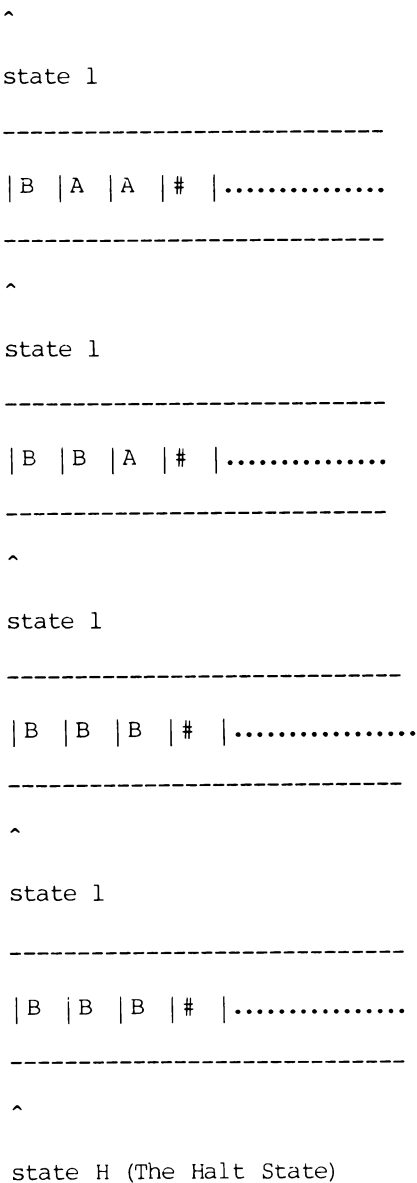 ^
state 1
----------------------------
|B |A |A |# |...............
----------------------------
^
state 1
----------------------------
|B |B |A |# |...............
----------------------------
^
state 1
-----------------------------
|B |B |B |# |.................
-----------------------------
^
state 1
-----------------------------
|B |B |B |# |................
-----------------------------
^
state H (The Halt State)